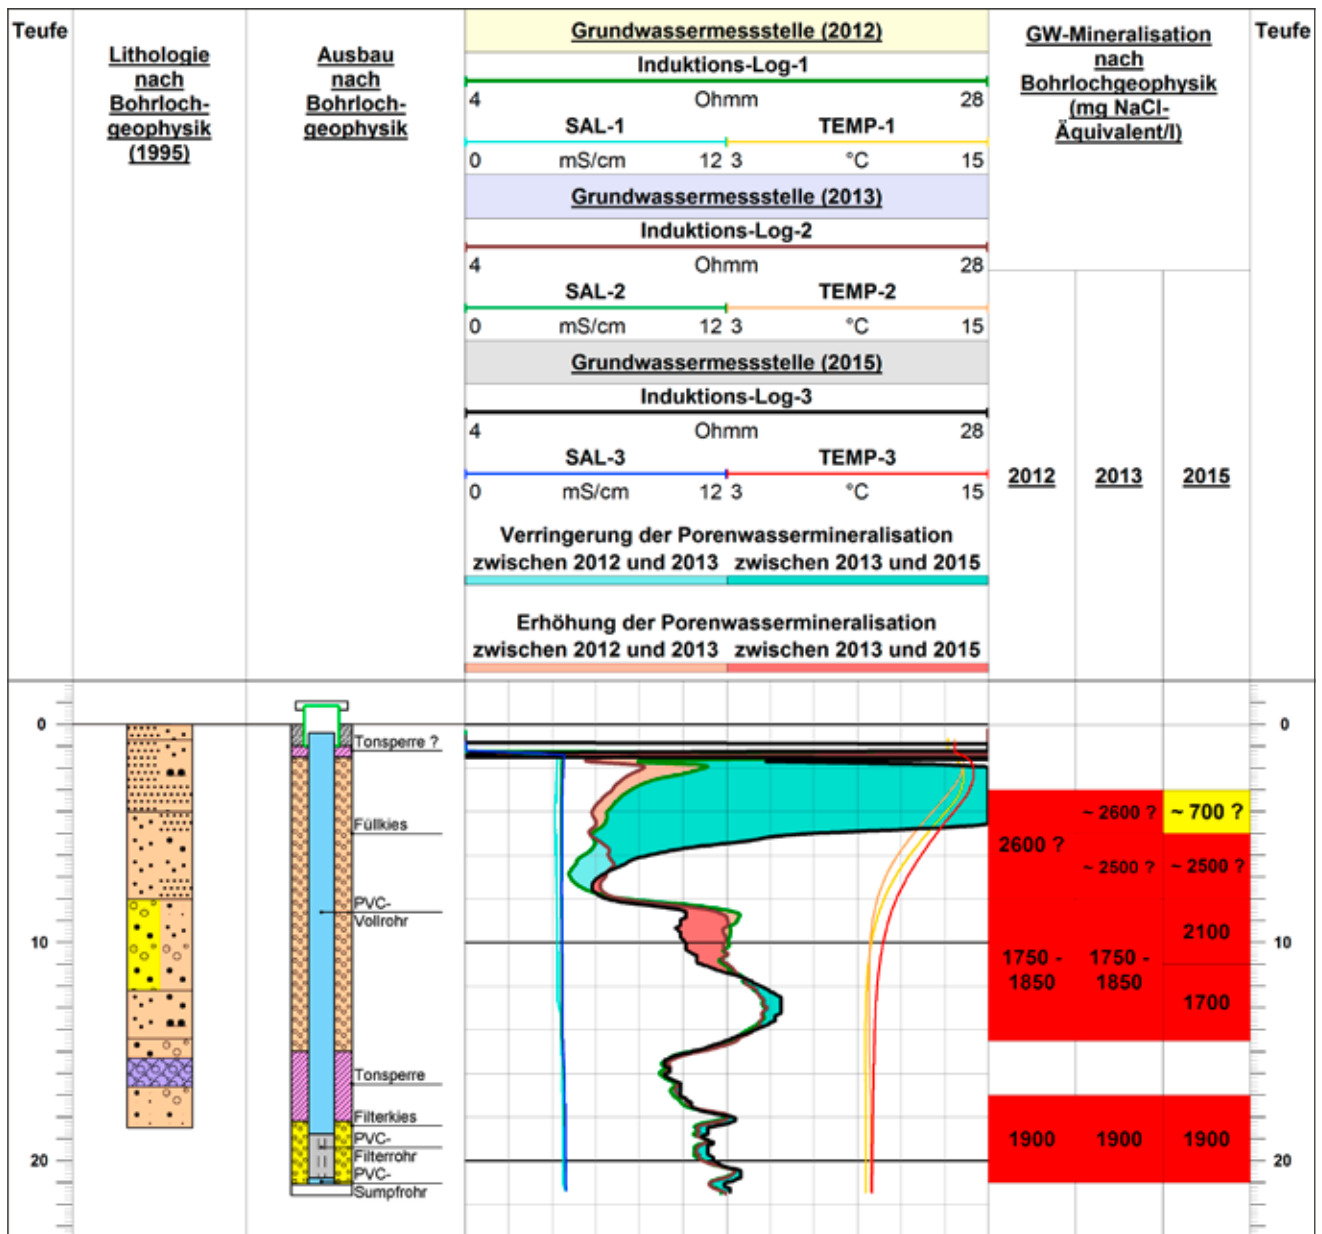 Teufe
Lithologie
nach
Bohrloch-
geophysik
(1995)
Ausbau
nach
Bohrloch-
geophysik
Grundwassermessstelle (2012)
Induktions-Log-1
4 Ohmm 28
SAL-1 TEMP-1
0 mS/cm 12 3 °C 15
Grundwassermessstelle (2013)
Induktions-Log-2
4 Ohmm 28
SAL-2 TEMP-2
0 mS/cm 12 3 °C 15
Grundwassermessstelle (2015)
Induktions-Log-3
4 Ohmm 28
SAL-3 TEMP-3
0 mS/cm 12 3 °C 15
Verringerung der Porenwassermineralisation
zwischen 2012 und 2013 zwischen 2013 und 2015
Erhöhung der Porenwassermineralisation
zwischen 2012 und 2013 zwischen 2013 und 2015
GW-Mineralisation
nach
Bohrlochgeophysik
(mg NaCl-
Äquivalent/l)
2012 2013 2015
Teufe
0
10
20
Tonsperre ?
Füllkies
PVC-
Vollrohr
Tonsperre
Filterkies
PVC-
Filterrohr
PVC-
Sumpfrohr
2600 ?
1750 -
1850
1900
~ 2600 ?
~ 2500 ?
1750 -
1850
1900
~ 700 ?
~ 2500 ?
2100
1700
1900
0
10
20